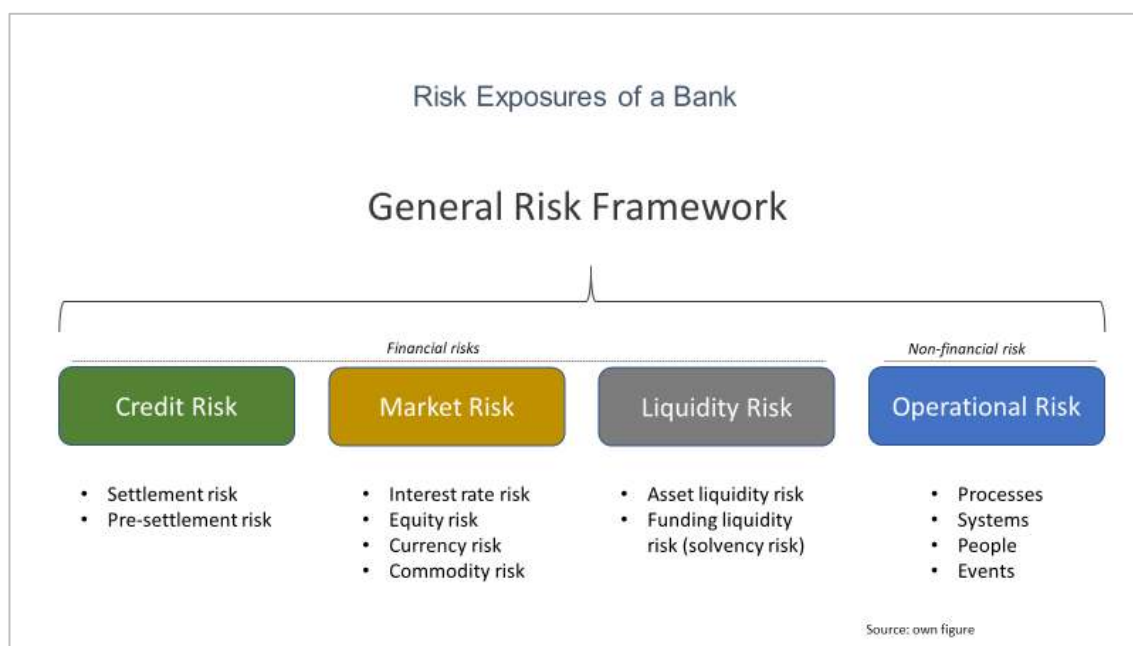 Risk Exposures of a Bank
General Risk Framework
Financial risks
Non-financial risk
Credit Risk
Market Risk
Liquidity Risk
Operational Risk
• Settlement risk
• Pre-settlement risk
• Interest rate risk
• Equity risk
• Currency risk
• Commodity risk
• Asset liquidity risk
• Funding liquidity
risk (solvency risk)
• Processes
• Systems
• People
• Events
Source: own figure